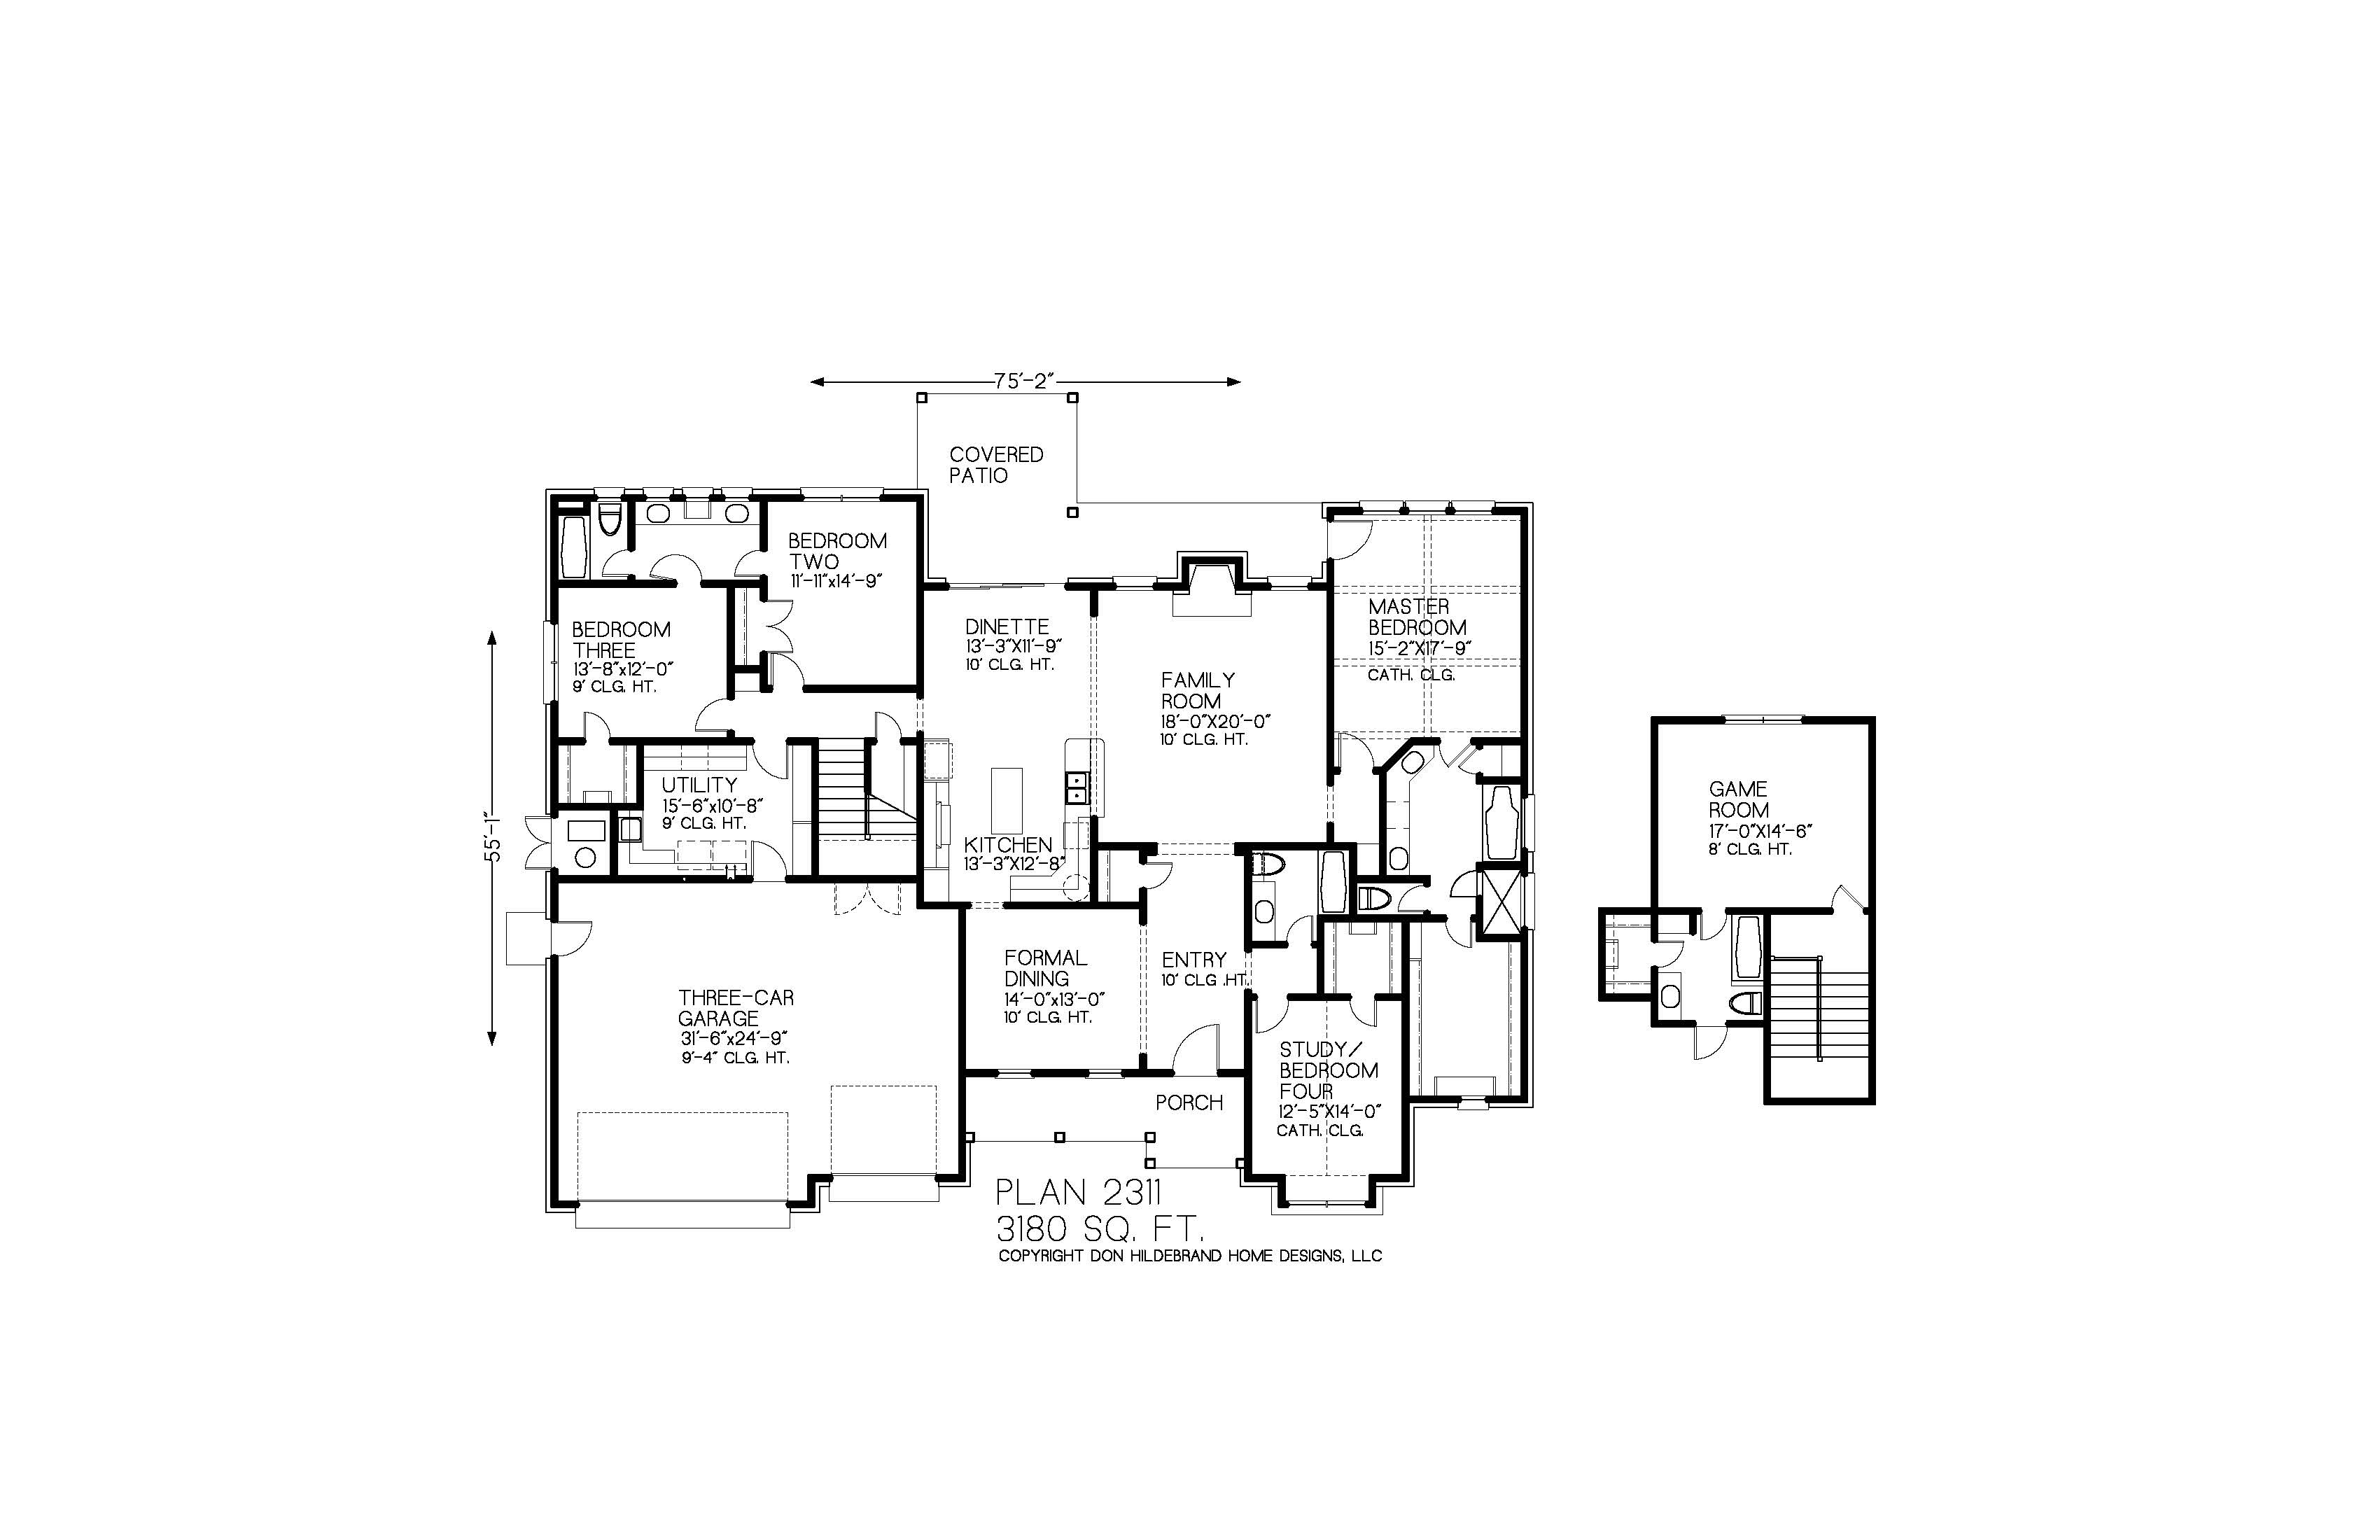 75'-2"
COVERED
PATIO
BEDROOM
TWO
11'-11"x14'-9"
BEDROOM
THREE
13'-8"x12'-0"
9' CLG. HT.
DINETTE
13'-3"X11'-9"
10' CLG. HT.
MASTER
BEDROOM
15'-2"X17'-9"
CATH. CLG.
FAMILY
ROOM
18'-0"X20'-0"
10' CLG. HT.
UTILITY
15'-6"x10'-8"
9' CLG. HT.
55'-1"
KITCHEN
13'-3"X12'-8"
GAME
ROOM
17'-0"X14'-6"
8' CLG. HT.
FORMAL
DINING
14'-0"x13'-0"
10' CLG. HT.
ENTRY
10' CLG .HT.
THREE-CAR
GARAGE
31'-6"x24'-9"
9'-4" CLG. HT.
STUDY/
BEDROOM
FOUR
12'-5"X14'-0"
CATH. CLG.
PORCH
PLAN 2311
3180 SQ. FT.
COPYRIGHT DON HILDEBRAND HOME DESIGNS, LLC